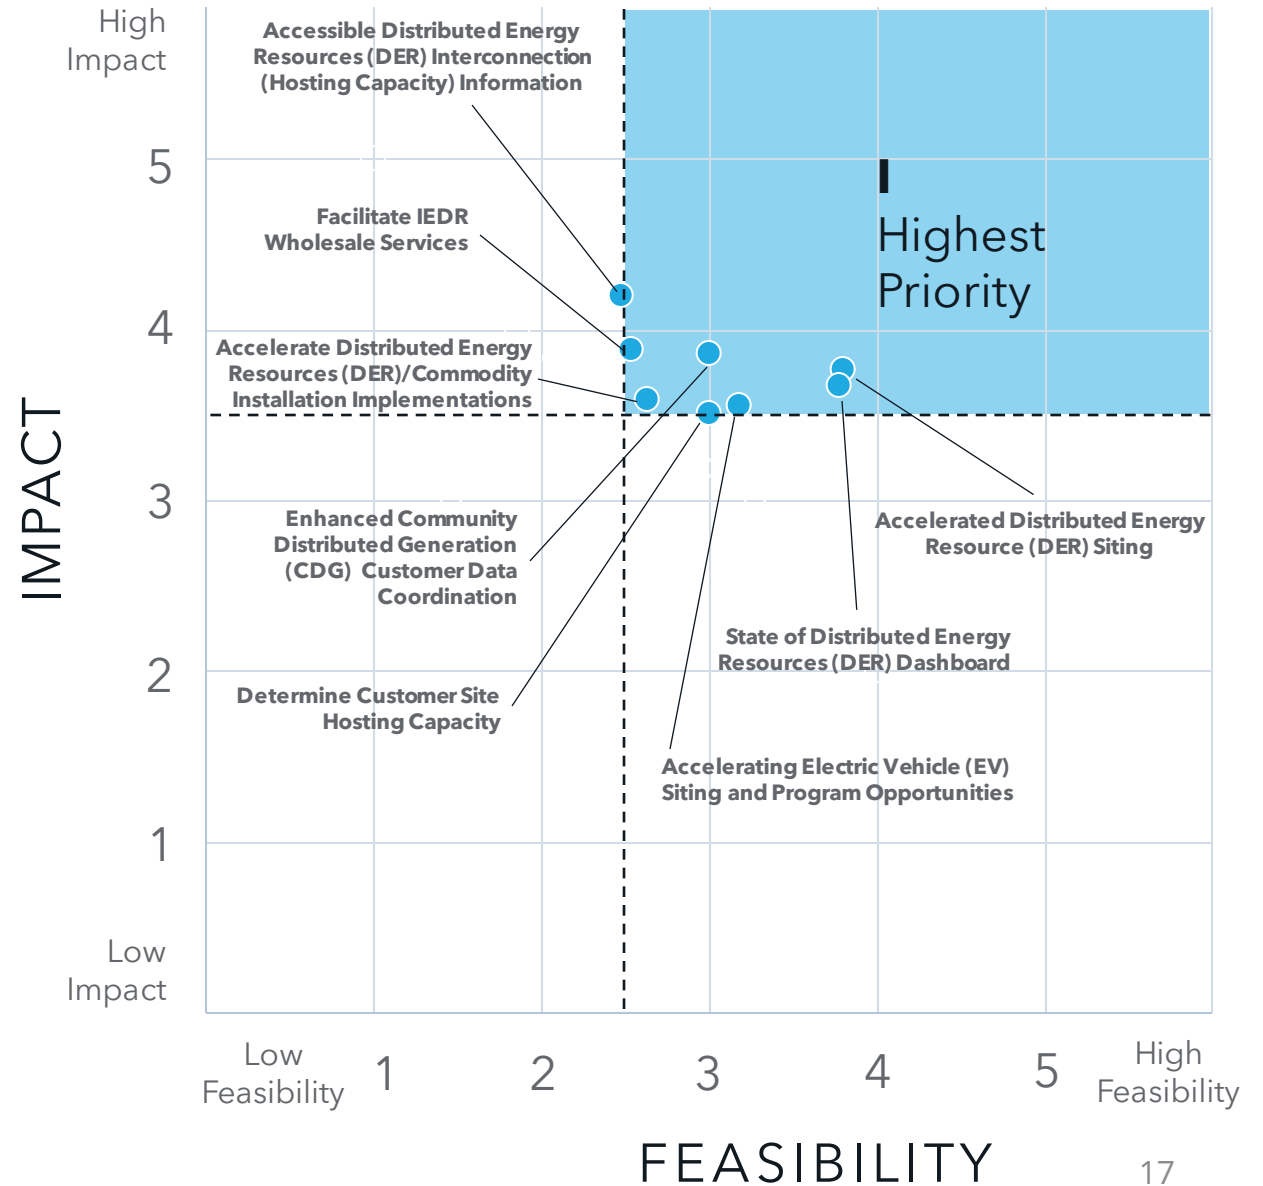 High
Impact
Accessible Distributed Energy
Resources (DER) Interconnection
(Hosting Capacity) Information
5
I
Highest
Priority
Facilitate IEDR
Wholesale Services
4
Accelerate Distributed Energy
Resources (DER)/Commodity
Installation Implementations
IMPACT
3
Enhanced Community
Distributed Generation
(CDG) Customer Data
Coordination
Accelerated Distributed Energy
Resource (DER) Siting
State of Distributed Energy
Resources (DER) Dashboard
2
Determine Customer Site
Hosting Capacity
Accelerating Electric Vehicle (EV)
Siting and Program Opportunities
1
Low
Impact
Low
Feasibility
1
2
3
4
5
High
Feasibility
FEASIBILITY
17